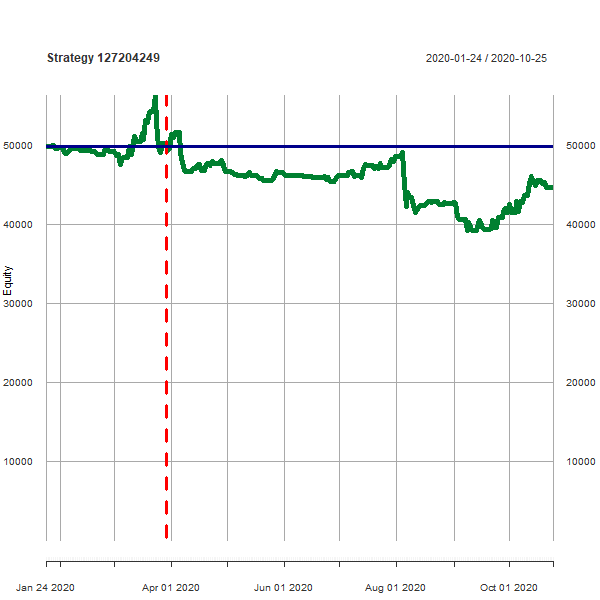 Strategy 127204249
2020-01-24 / 2020-10-25
50000
50000
40000
40000
Equity
30000
30000
20000
20000
10000
10000
Jan 24 2020
Apr 01 2020
Jun 01 2020
Aug 01 2020
Oct 01 2020